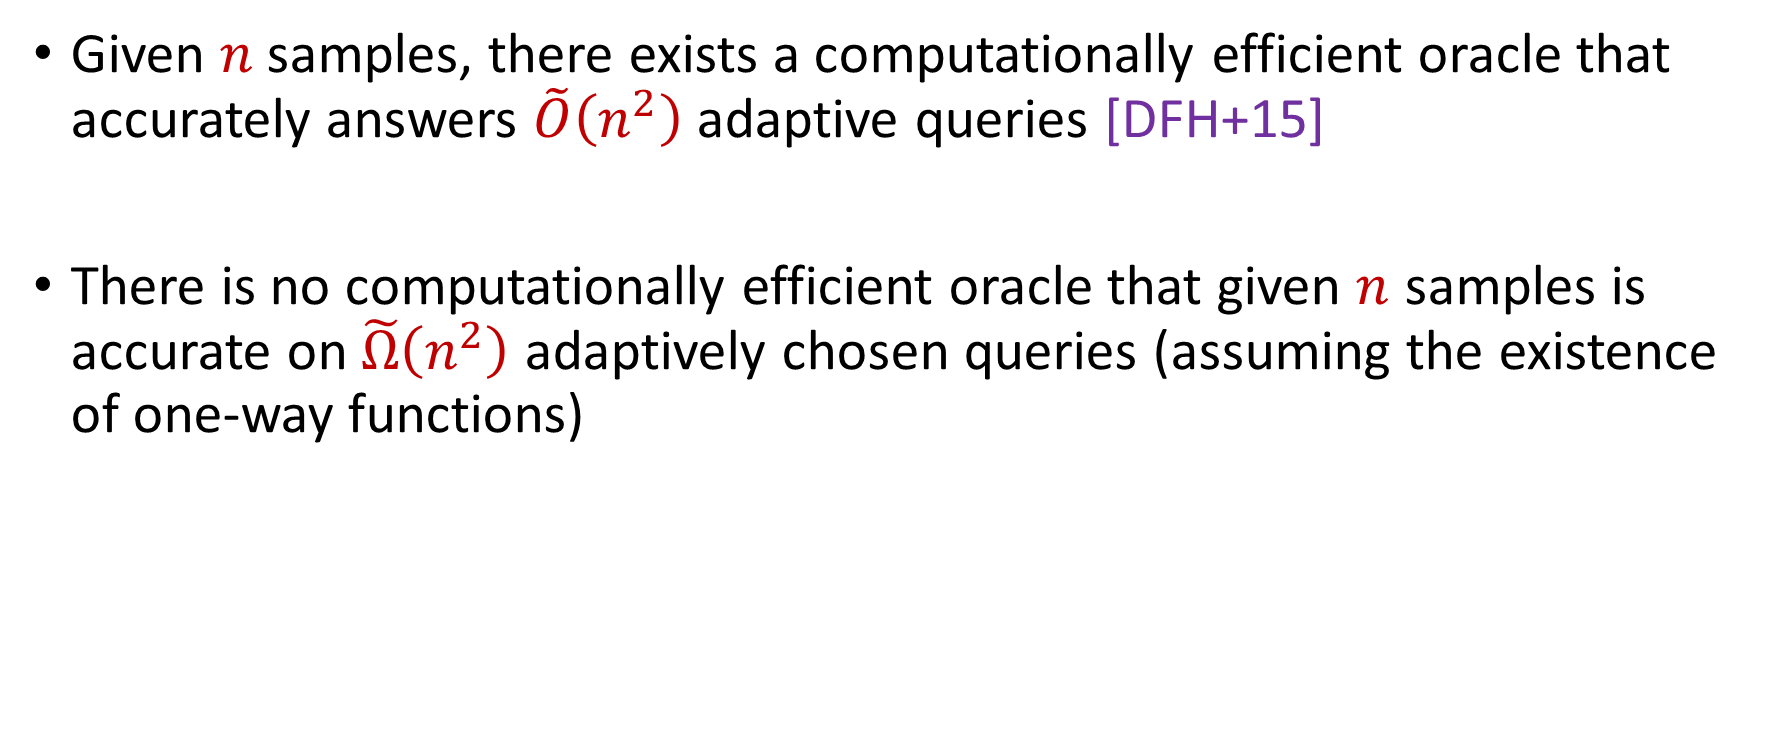 • Given n samples, there exists a computationally efficient oracle that
accurately answers Õ(n²) adaptive queries [DFH+15]
• There is no computationally efficient oracle that given n samples is
accurate on Ω̃(n²) adaptively chosen queries (assuming the existence
of one-way functions)